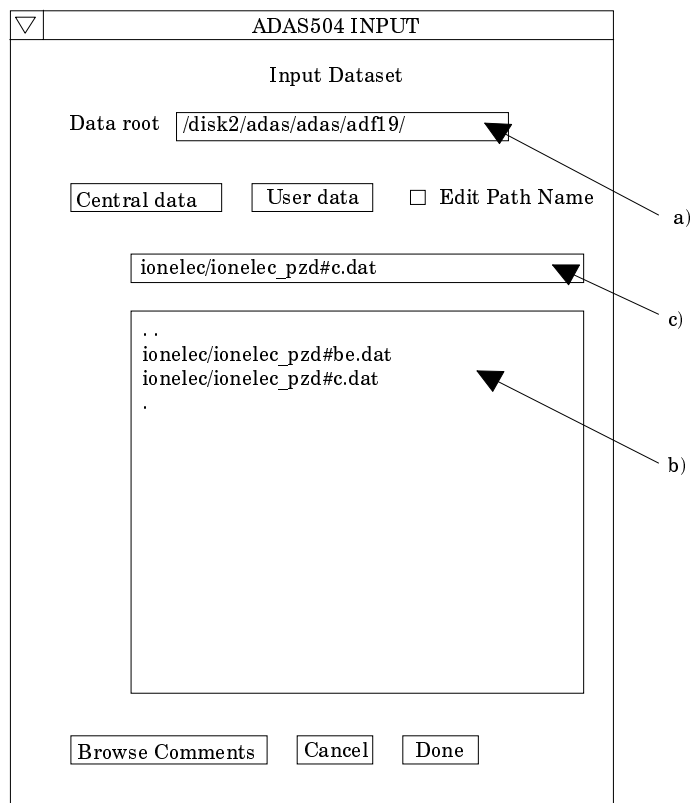 ADAS504 INPUT
Input Dataset
Data root /disk2/adas/adas/adf19/
Central data User data Edit Path Name
a)
ionelec/ionelec_pzd#c.dat
c)
. .
ionelec/ionelec_pzd#be.dat
ionelec/ionelec_pzd#c.dat
.
b)
Browse Comments Cancel Done